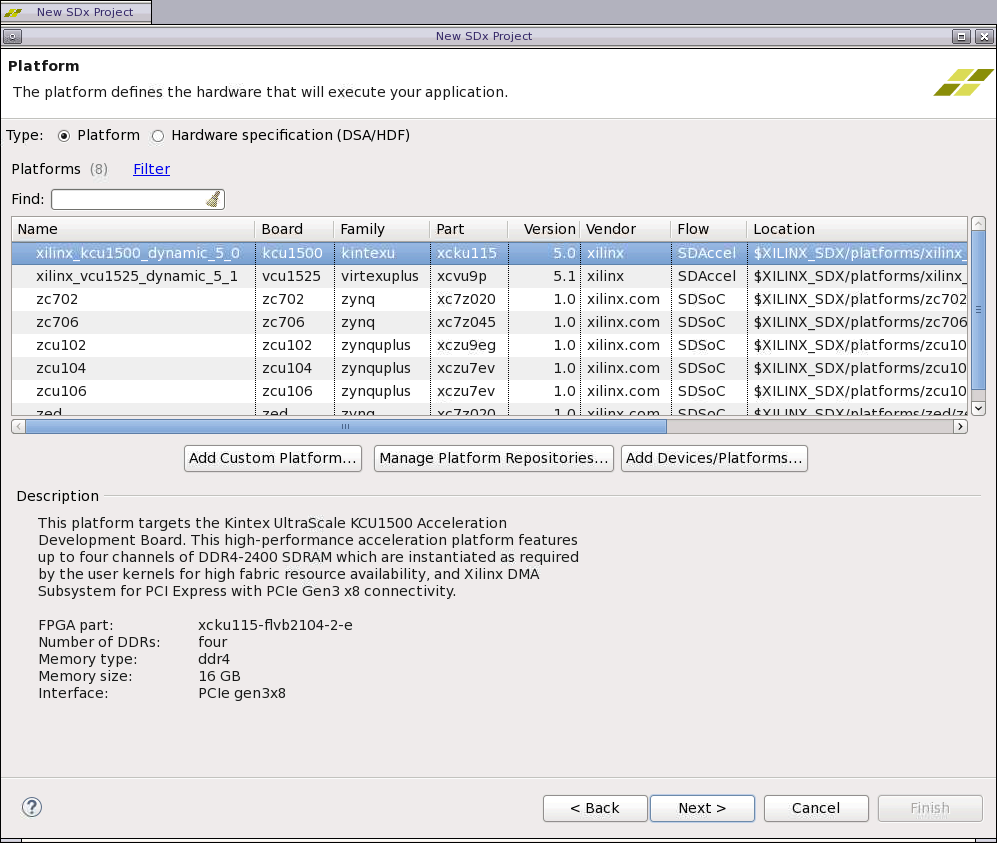 New SDx Project
New SDx Project
Platform
The platform defines the hardware that will execute your application.
Type: Platform Hardware specification (DSA/HDF)
Platforms (8) Filter
Find:
Name Board Family Part Version Vendor Flow Location
xilinx_kcu1500_dynamic_5_0 kcu1500 kintexu xcku115 5.0 xilinx SDAccel $XILINX_SDX/platforms/xilinx_
xilinx_vcu1525_dynamic_5_1 vcu1525 virtexuplus xcvu9p 5.1 xilinx SDAccel $XILINX_SDX/platforms/xilinx_
zc702 zc702 zynq xc7z020 1.0 xilinx.com SDSoC $XILINX_SDX/platforms/zc702
zc706 zc706 zynq xc7z045 1.0 xilinx.com SDSoC $XILINX_SDX/platforms/zc706
zcu102 zcu102 zynquplus xczu9eg 1.0 xilinx.com SDSoC $XILINX_SDX/platforms/zcu10
zcu104 zcu104 zynquplus xczu7ev 1.0 xilinx.com SDSoC $XILINX_SDX/platforms/zcu10
zcu106 zcu106 zynquplus xczu7ev 1.0 xilinx.com SDSoC $XILINX_SDX/platforms/zcu10
zed zed zynq xc7z020 1.0 xilinx.com SDSoC $XILINX_SDX/platforms/zed/ze
Add Custom Platform... Manage Platform Repositories... Add Devices/Platforms...
Description
This platform targets the Kintex UltraScale KCU1500 Acceleration
Development Board. This high-performance acceleration platform features
up to four channels of DDR4-2400 SDRAM which are instantiated as required
by the user kernels for high fabric resource availability, and Xilinx DMA
Subsystem for PCI Express with PCIe Gen3 x8 connectivity.
FPGA part: xcku115-flvb2104-2-e
Number of DDRs: four
Memory type: ddr4
Memory size: 16 GB
Interface: PCIe gen3x8
? < Back Next > Cancel Finish